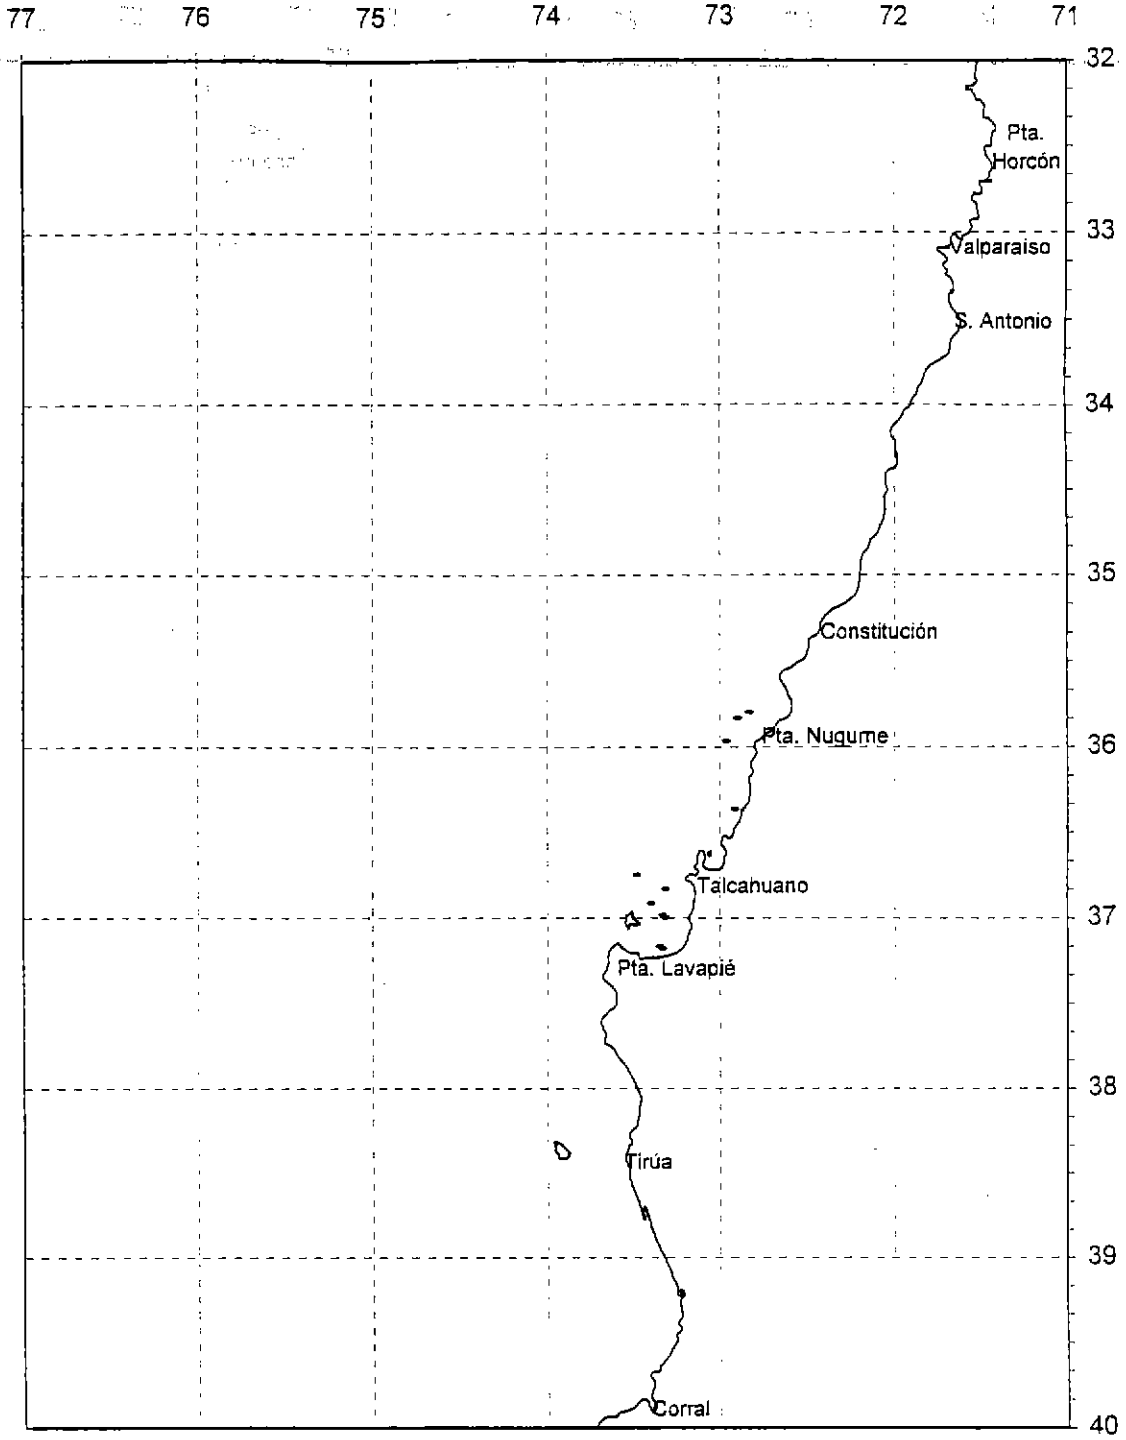 77 76 75 74 73 72 71
32
Pta.
Horcón
33
Valparaiso
S. Antonio
34
35
Constitución
Pta. Nugurne
36
Talcahuano
37
Pta. Lavapié
38
Tirúa
39
Corral
40